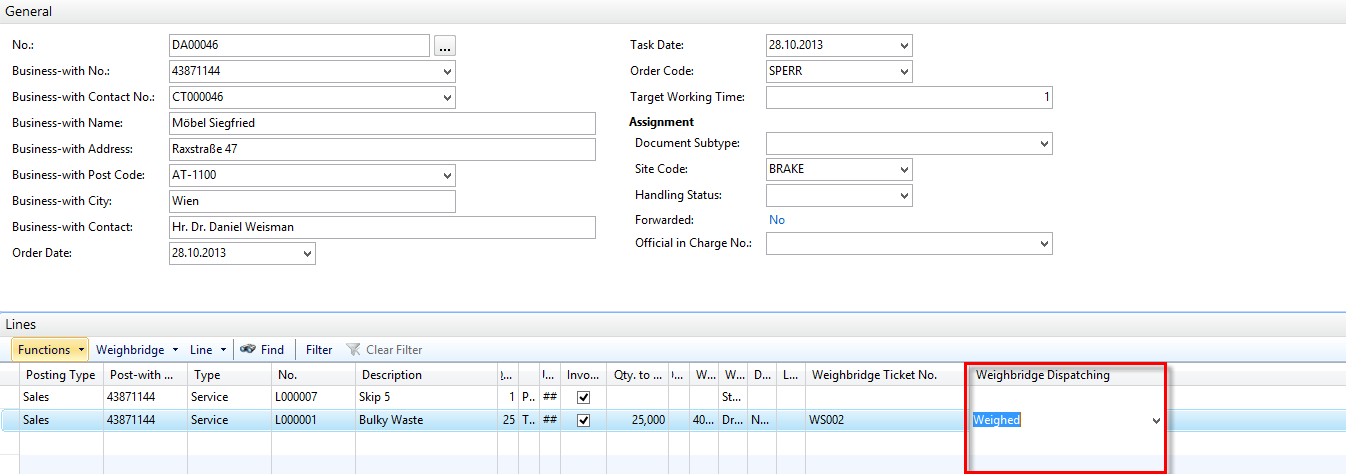 General
No.: DA00046 ...
Business-with No.: 43871144
Business-with Contact No.: CT000046
Business-with Name: Möbel Siegfried
Business-with Address: Raxstraße 47
Business-with Post Code: AT-1100
Business-with City: Wien
Business-with Contact: Hr. Dr. Daniel Weisman
Order Date: 28.10.2013
Task Date: 28.10.2013
Order Code: SPERR
Target Working Time: 1
Assignment
Document Subtype:
Site Code: BRAKE
Handling Status:
Forwarded: No
Official in Charge No.:
Lines
Functions Weighbridge Line Find Filter Clear Filter
Posting Type Post-with ... Type No. Description ... ... Invo... Qty. to ... ... W... W... D... L... Weighbridge Ticket No. Weighbridge Dispatching
Sales 43871144 Service L000007 Skip 5 1 P... ## St...
Sales 43871144 Service L000001 Bulky Waste 25 T... ## 25,000 40... Dr... N... WS002 Weighed